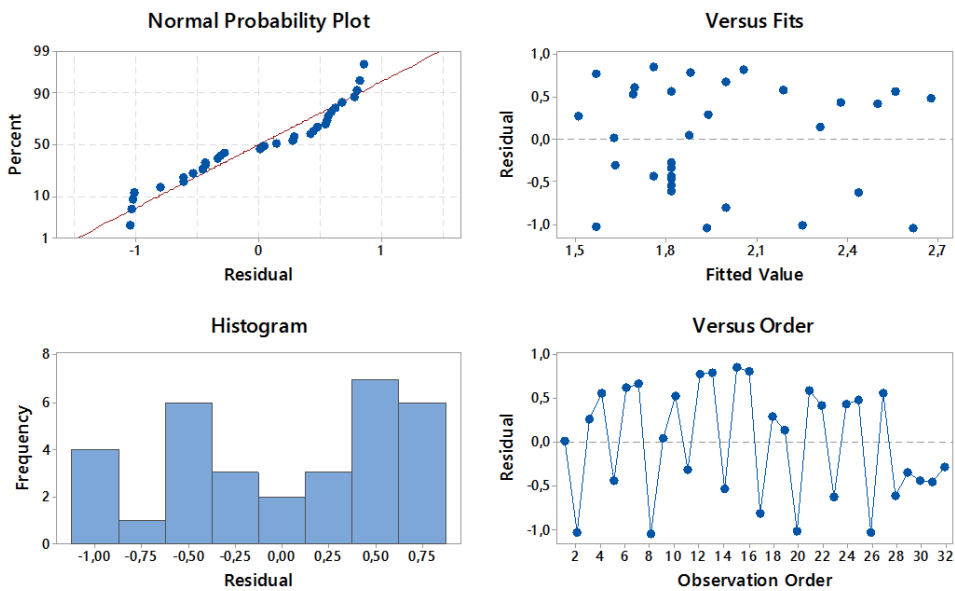 Normal Probability Plot
99
90
50
10
1
Percent
-1
0
1
Residual
Versus Fits
1,0
0,5
0,0
-0,5
-1,0
Residual
1,5
1,8
2,1
2,4
2,7
Fitted Value
Histogram
8
6
4
2
0
Frequency
-1,00
-0,75
-0,58
-0,25
0,00
0,25
0,50
0,75
Residual
Versus Order
1,0
0,5
0,0
-0,5
-1,0
Residual
2 4 6 8 10 12 14 16 18 20 22 24 26 28 30 32
Observation Order